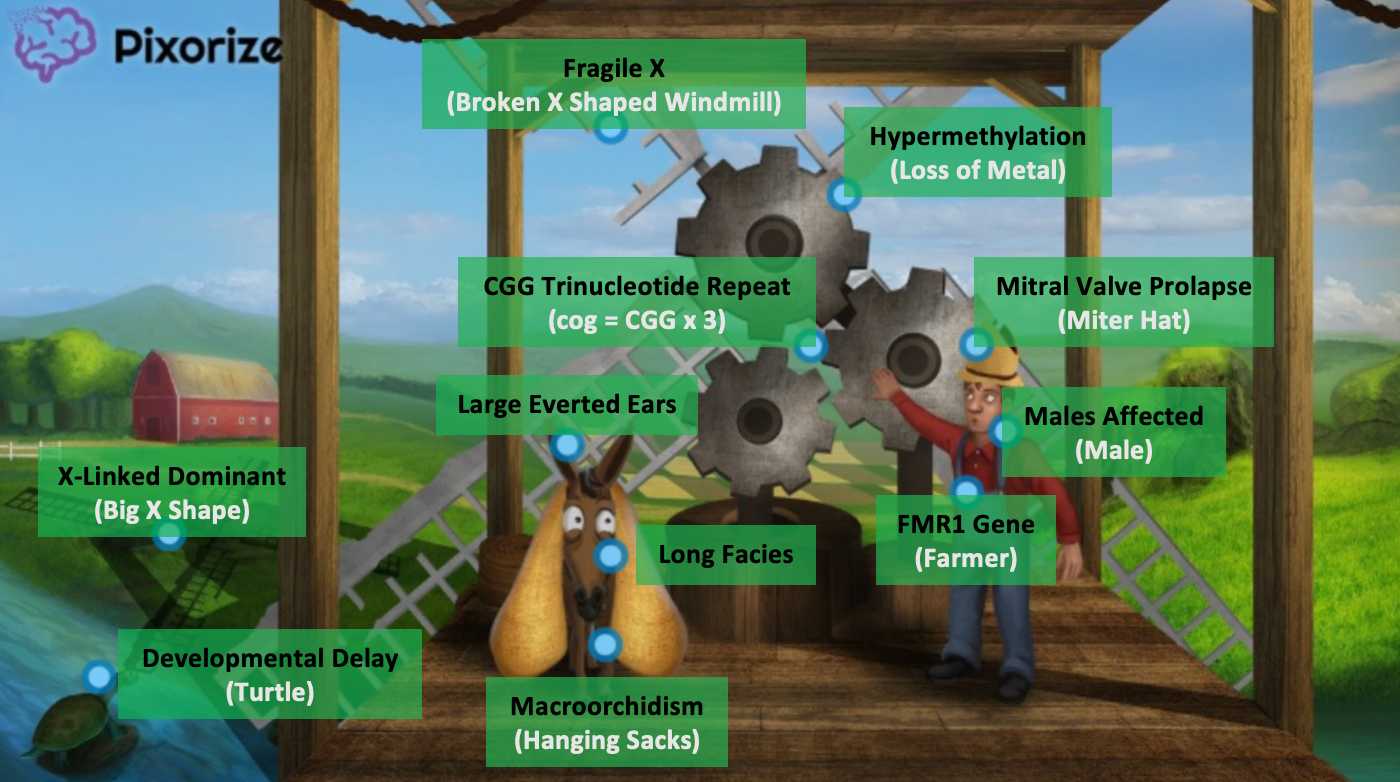 Pixorize
Fragile X
(Broken X Shaped Windmill)
Hypermethylation
(Loss of Metal)
CGG Trinucleotide Repeat
(cog = CGG x 3)
Mitral Valve Prolapse
(Miter Hat)
Large Everted Ears
Males Affected
(Male)
X-Linked Dominant
(Big X Shape)
FMR1 Gene
(Farmer)
Long Facies
Developmental Delay
(Turtle)
Macroorchidism
(Hanging Sacks)